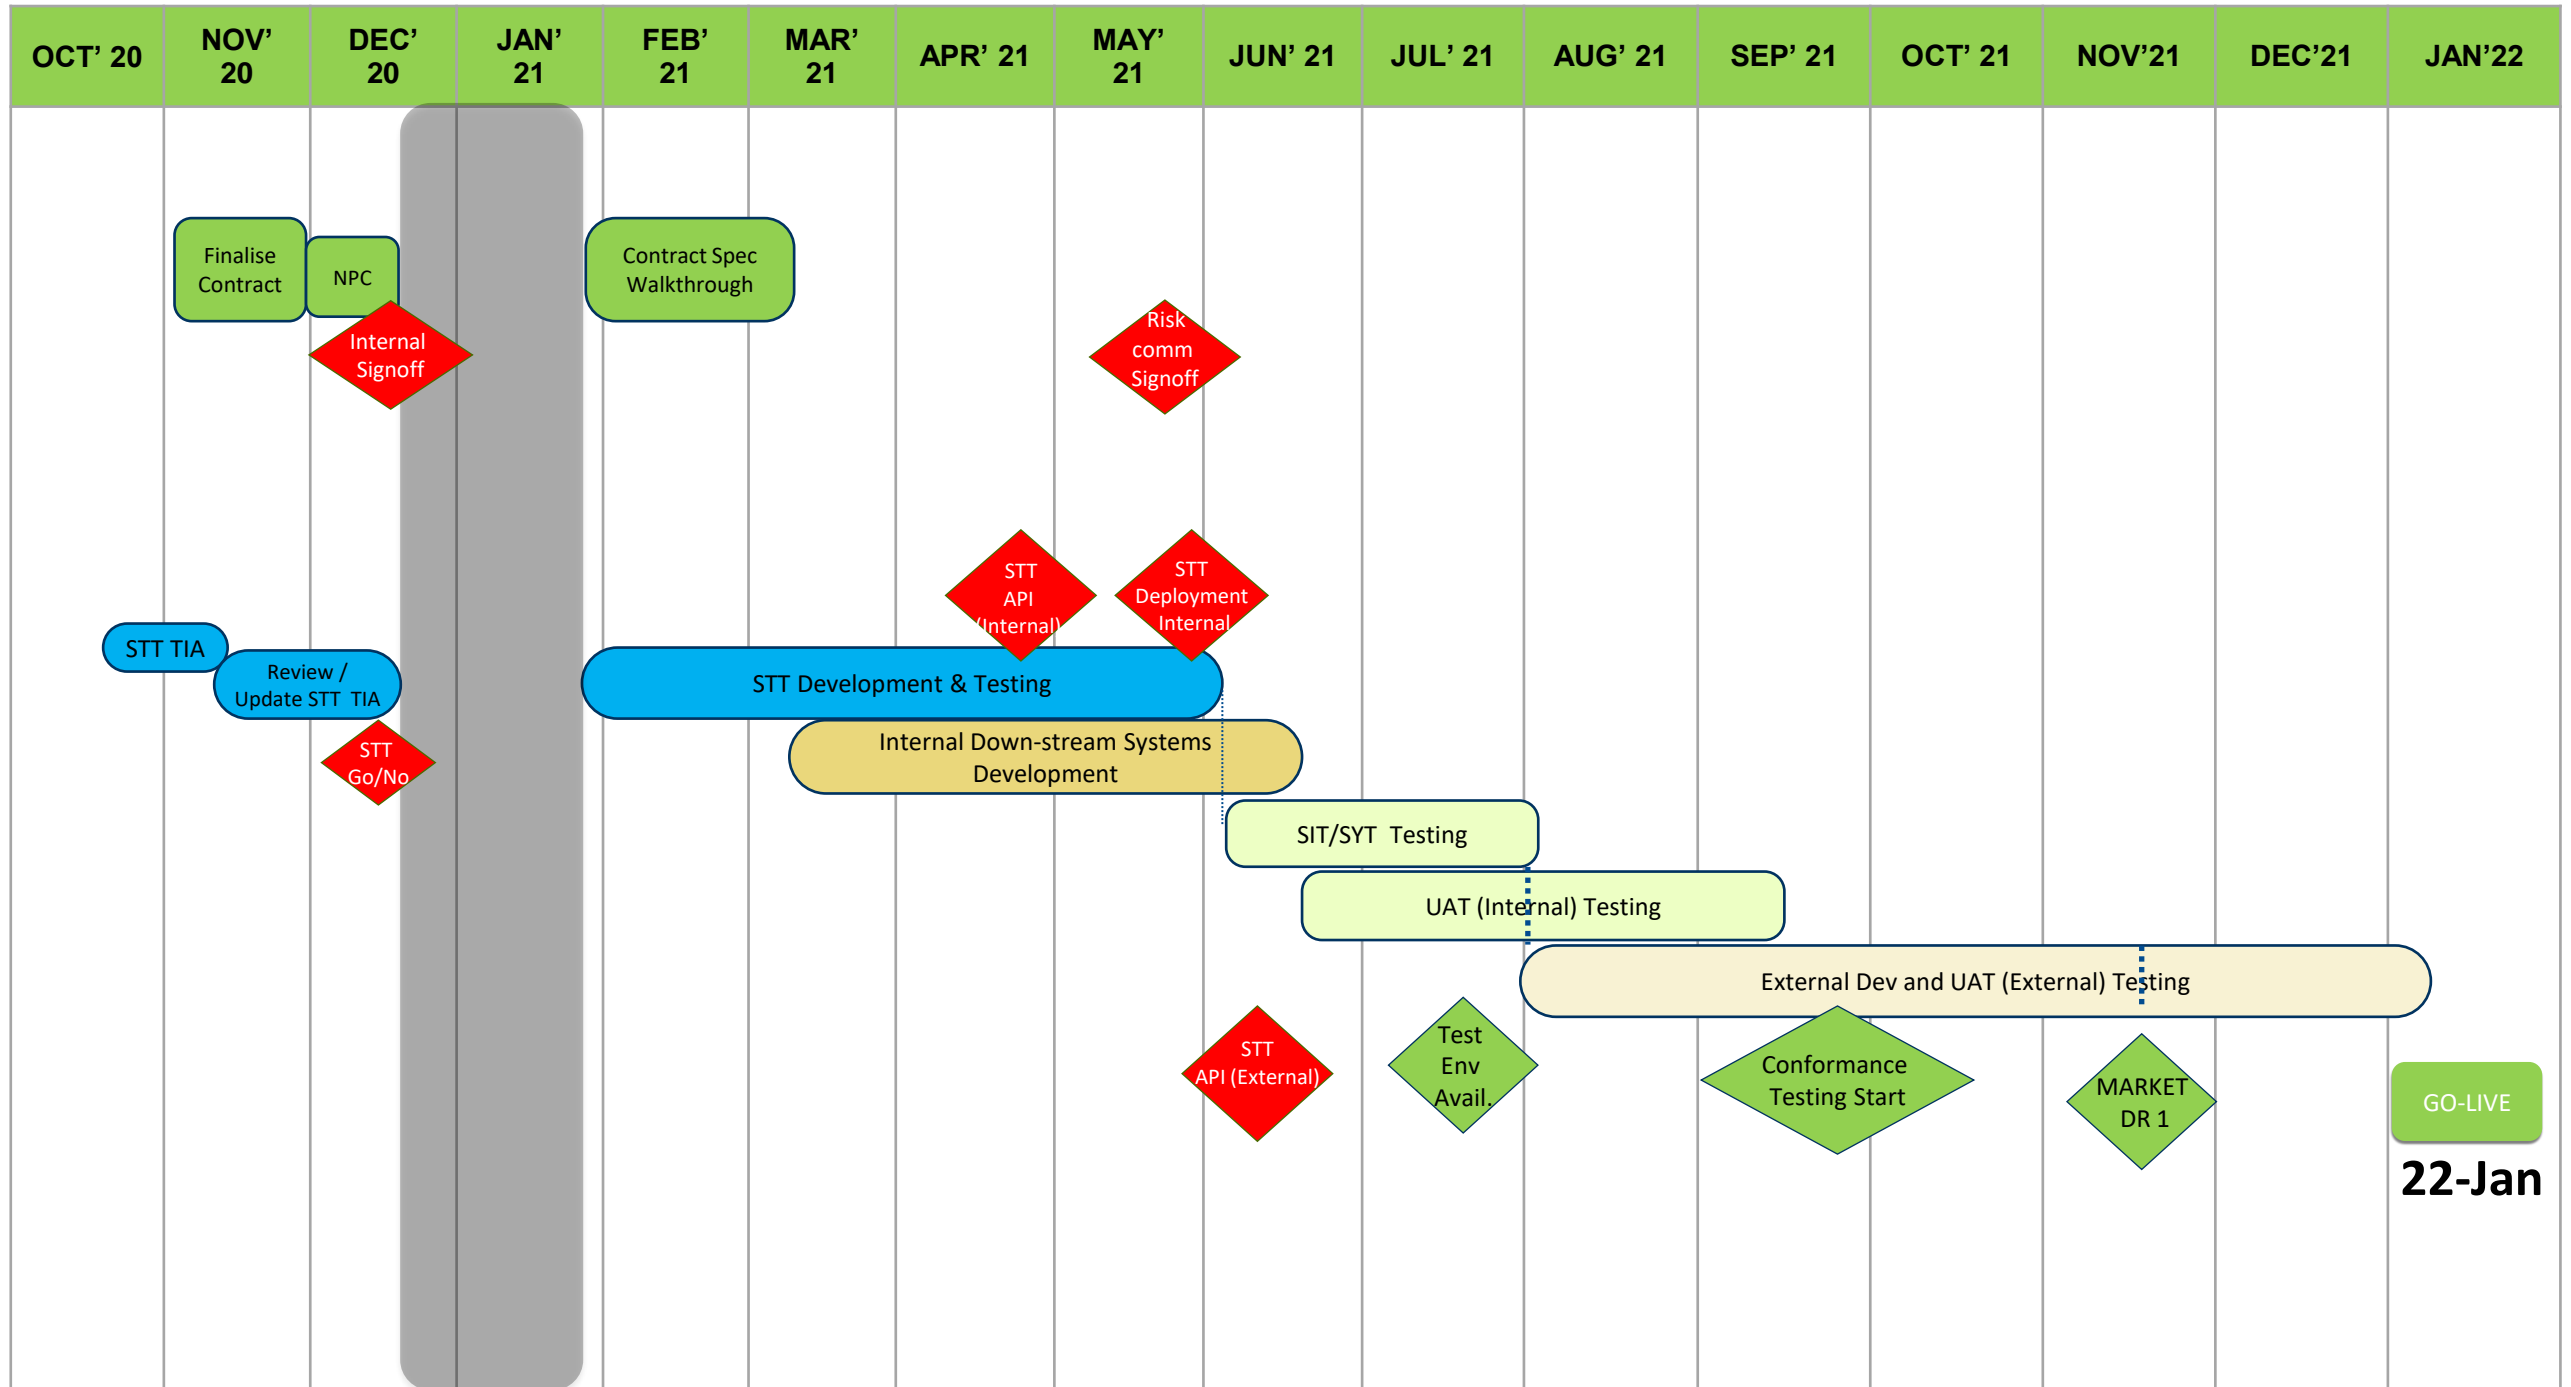 OCT’ 20
NOV’
20
DEC’
20
JAN’
21
FEB’
21
MAR’
21
APR’ 21
MAY’
21
JUN’ 21
JUL’ 21
AUG’ 21
SEP’ 21
OCT’ 21
NOV’21
DEC’21
JAN’22
Finalise
Contract
NPC
Contract Spec
Walkthrough
Internal
Signoff
Risk
comm
Signoff
STT
API
(Internal)
STT
Deployment
Internal
STT TIA
Review /
Update STT TIA
STT Development & Testing
STT
Go/No
Internal Down-stream Systems
Development
SIT/SYT Testing
UAT (Internal) Testing
External Dev and UAT (External) Testing
STT
API (External)
Test
Env
Avail.
Conformance
Testing Start
MARKET
DR 1
GO-LIVE
22-Jan